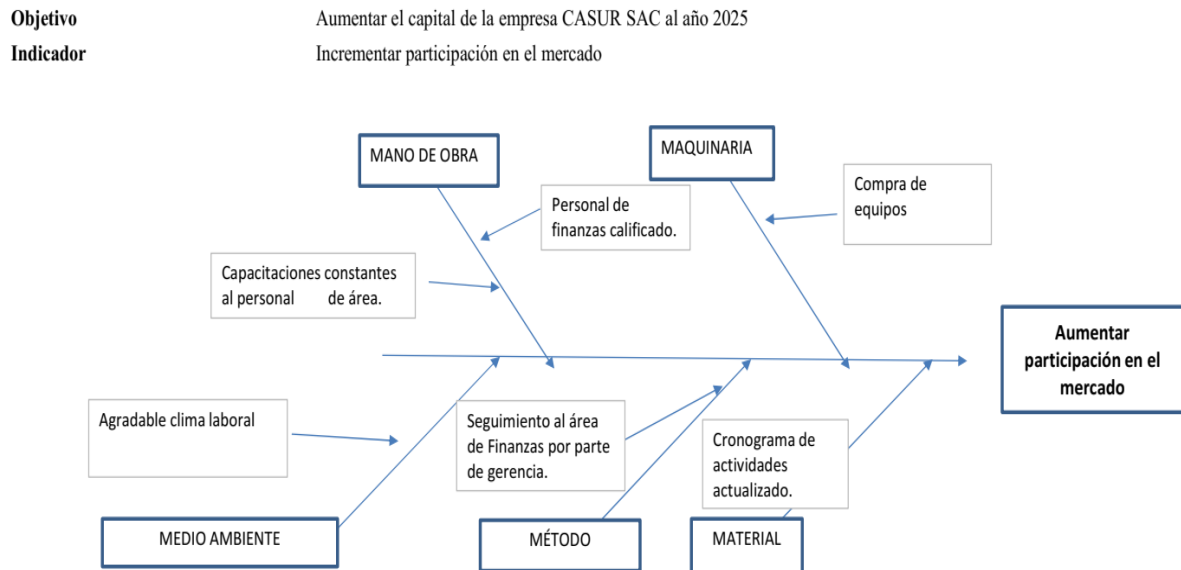 Objetivo Aumentar el capital de la empresa CASUR SAC al año 2025
Indicador Incrementar participación en el mercado
MANO DE OBRA
MAQUINARIA
Personal de
finanzas calificado.
Compra de
equipos
Capacitaciones constantes
al personal de área.
Aumentar
participación en el
mercado
Agradable clima laboral
Seguimiento al área
de Finanzas por parte
de gerencia.
Cronograma de
actividades
actualizado.
MEDIO AMBIENTE
MÉTODO
MATERIAL